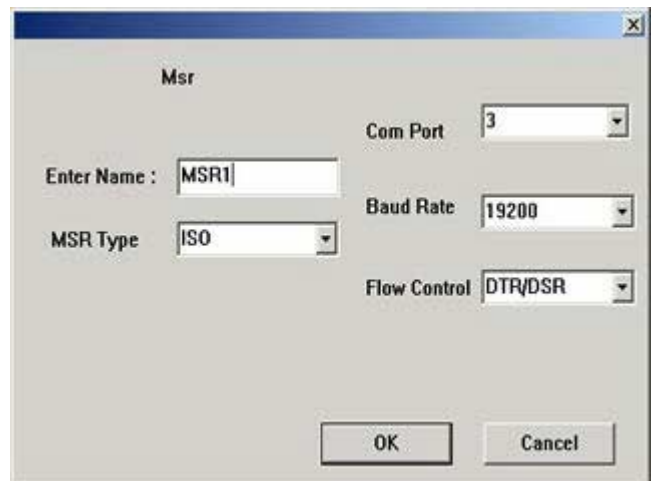 Msr
Enter Name : MSR1
MSR Type ISO
Com Port 3
Baud Rate 19200
Flow Control DTR/DSR
OK
Cancel